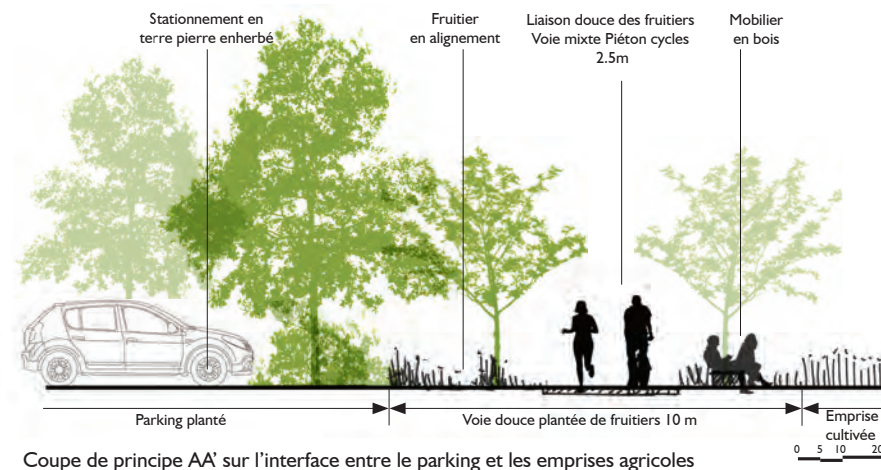 Stationnement en
terre pierre enherbé
Fruitier
en alignement
Liaison douce des fruitiers
Voie mixte Piéton cycles
2.5m
Mobilier
en bois
Parking planté
Voie douce plantée de fruitiers 10 m
Emprise
cultivée
0 5 10 20
Coupe de principe AA' sur l'interface entre le parking et les emprises agricoles